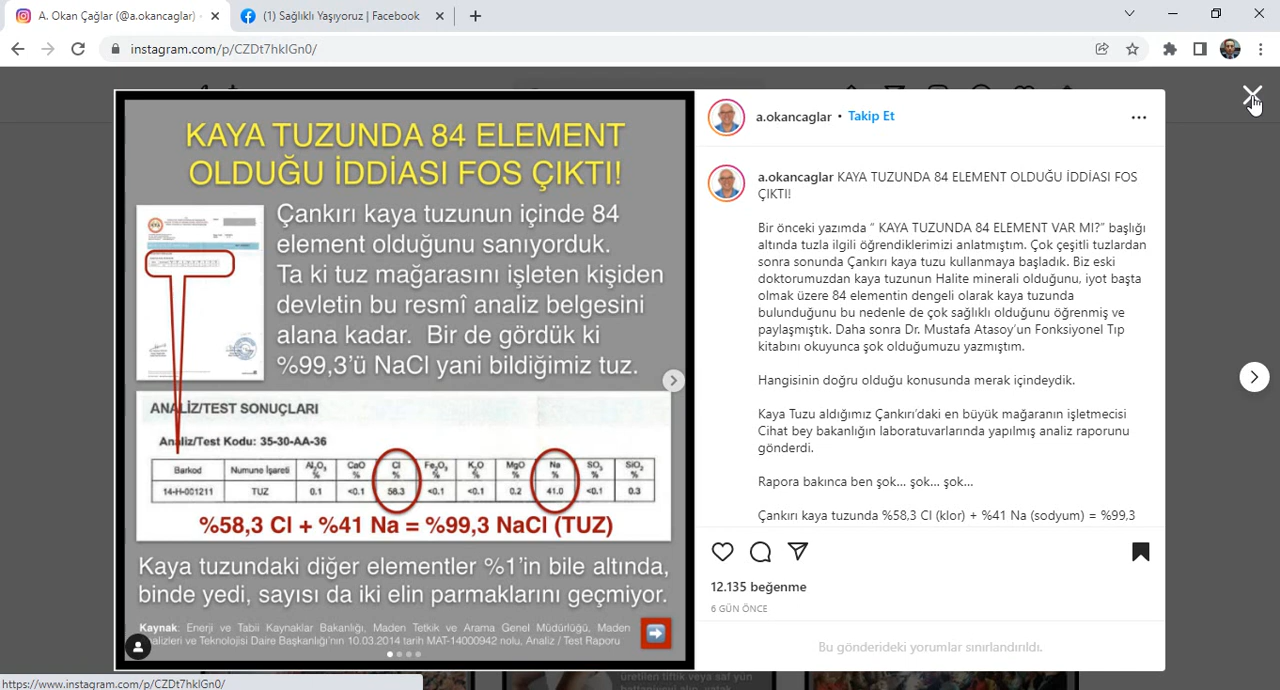 A. Okan Çağlar (@a.okancaglar)
(1) Sağlıklı Yaşıyoruz | Facebook
instagram.com/p/CZDt7hkIGn0/
KAYA TUZUNDA 84 ELEMENT
OLDUĞU İDDİASI FOS ÇIKTI!
Çankırı kaya tuzunun içinde 84
element olduğunu sanıyorduk.
Ta ki tuz mağarasını işleten kişiden
devletin bu resmî analiz belgesini
alana kadar. Bir de gördük ki
%99,3'ü NaCl yani bildiğimiz tuz.
ANALİZ/TEST SONUÇLARI
Analiz/Test Kodu: 35-30-AA-36
Barkod Numune İşareti Al2O3 % CaO % Cl % Fe2O3 % K2O % MgO % Na % SO3 % SiO2 %
14-H-001211 TUZ 0.1 <0.1 58.3 <0.1 <0.1 0.2 41.0 <0.1 0.3
%58,3 Cl + %41 Na = %99,3 NaCl (TUZ)
Kaya tuzundaki diğer elementler %1'in bile altında,
binde yedi, sayısı da iki elin parmaklarını geçmiyor.
Kaynak: Enerji ve Tabii Kaynaklar Bakanlığı, Maden Tetkik ve Arama Genel Müdürlüğü, Maden
Analizleri ve Teknolojisi Daire Başkanlığı'nın 10.03.2014 tarih MAT-14000942 nolu, Analiz / Test Raporu
a.okancaglar • Takip Et
a.okancaglar KAYA TUZUNDA 84 ELEMENT OLDUĞU İDDİASI FOS
ÇIKTI!
Bir önceki yazımda “ KAYA TUZUNDA 84 ELEMENT VAR MI?” başlığı
altında tuzla ilgili öğrendiklerimizi anlatmıştım. Çok çeşitli tuzlardan
sonra sonunda Çankırı kaya tuzu kullanmaya başladık. Biz eski
doktorumuzdan kaya tuzunun Halite minerali olduğunu, iyot başta
olmak üzere 84 elementin dengeli olarak kaya tuzunda
bulunduğunu bu nedenle de çok sağlıklı olduğunu öğrenmiş ve
paylaşmıştık. Daha sonra Dr. Mustafa Atasoy’un Fonksiyonel Tıp
kitabını okuyunca şok olduğumuzu yazmıştım.
Hangisinin doğru olduğu konusunda merak içindeydik.
Kaya Tuzu aldığımız Çankırı’daki en büyük mağaranın işletmecisi
Cihat bey bakanlığın laboratuvarlarında yapılmış analiz raporunu
gönderdi.
Rapora bakınca ben şok... şok... şok...
Çankırı kaya tuzunda %58,3 Cl (klor) + %41 Na (sodyum) = %99,3
12.135 beğenme
6 GÜN ÖNCE
Bu gönderideki yorumlar sınırlandırıldı.
üretilen tiftik veya saf yün
https://www.instagram.com/p/CZDt7hkIGn0/